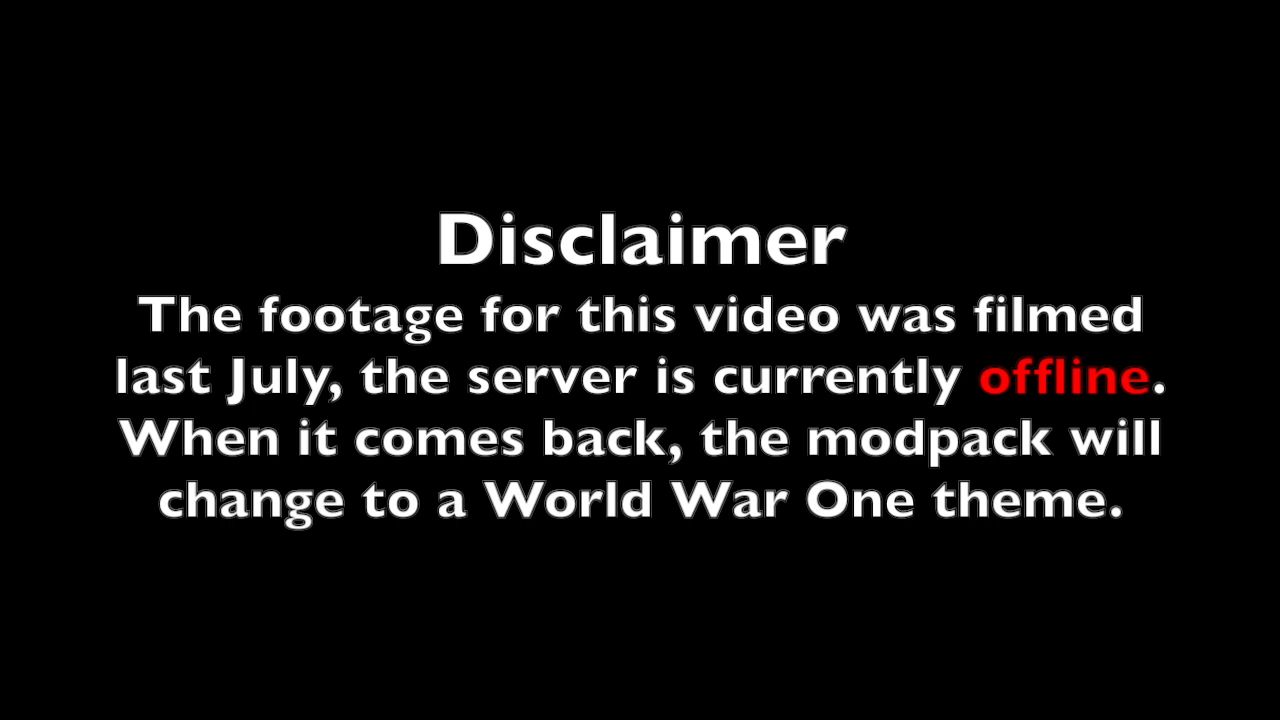 Disclaimer
The footage for this video was filmed
last July, the server is currently offline.
When it comes back, the modpack will
change to a World War One theme.